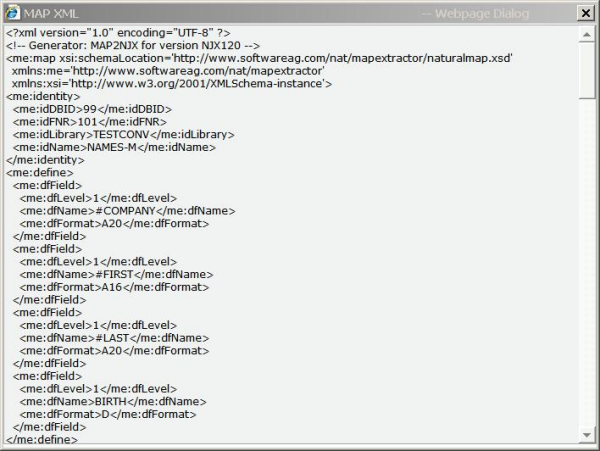 MAP XML -- Webpage Dialog
<?xml version="1.0" encoding="UTF-8" ?>
<!-- Generator: MAP2NJX for version NJX120 -->
<me:map xsi:schemaLocation='http://www.softwareag.com/nat/mapextractor/naturalmap.xsd'
xmlns:me='http://www.softwareag.com/nat/mapextractor'
xmlns:xsi='http://www.w3.org/2001/XMLSchema-instance'>
<me:identity>
<me:idDBID>99</me:idDBID>
<me:idFNR>101</me:idFNR>
<me:idLibrary>TESTCONV</me:idLibrary>
<me:idName>NAMES-M</me:idName>
</me:identity>
<me:define>
<me:dfField>
<me:dfLevel>1</me:dfLevel>
<me:dfName>#COMPANY</me:dfName>
<me:dfFormat>A20</me:dfFormat>
</me:dfField>
<me:dfField>
<me:dfLevel>1</me:dfLevel>
<me:dfName>#FIRST</me:dfName>
<me:dfFormat>A16</me:dfFormat>
</me:dfField>
<me:dfField>
<me:dfLevel>1</me:dfLevel>
<me:dfName>#LAST</me:dfName>
<me:dfFormat>A20</me:dfFormat>
</me:dfField>
<me:dfField>
<me:dfLevel>1</me:dfLevel>
<me:dfName>BIRTH</me:dfName>
<me:dfFormat>D</me:dfFormat>
</me:dfField>
</me:define>